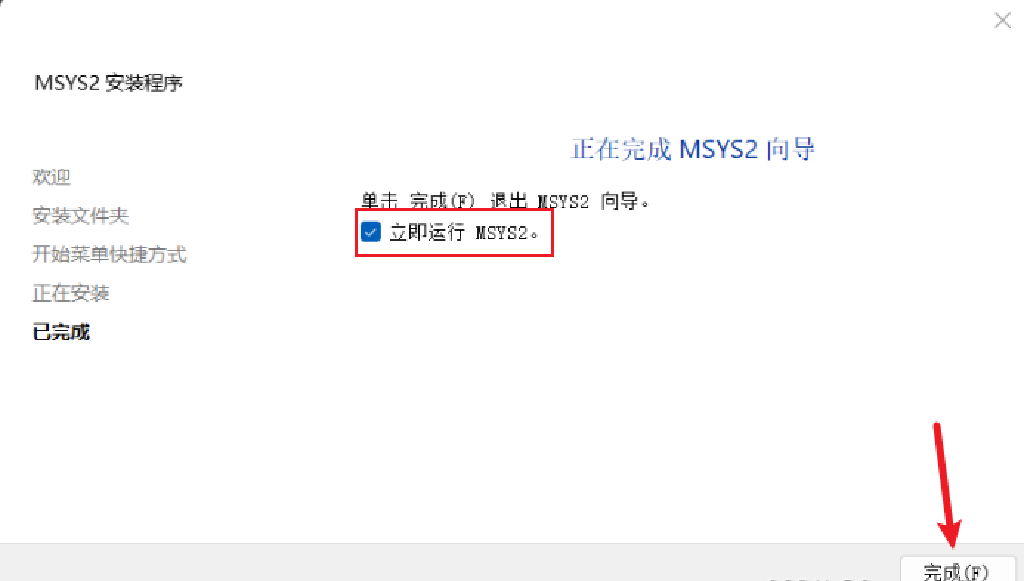 MSYS2 安装程序
正在完成 MSYS2 向导
欢迎
安装文件夹
开始菜单快捷方式
正在安装
已完成
单击 完成(F) 退出 MSYS2 向导。
立即运行 MSYS2。
完成(F)